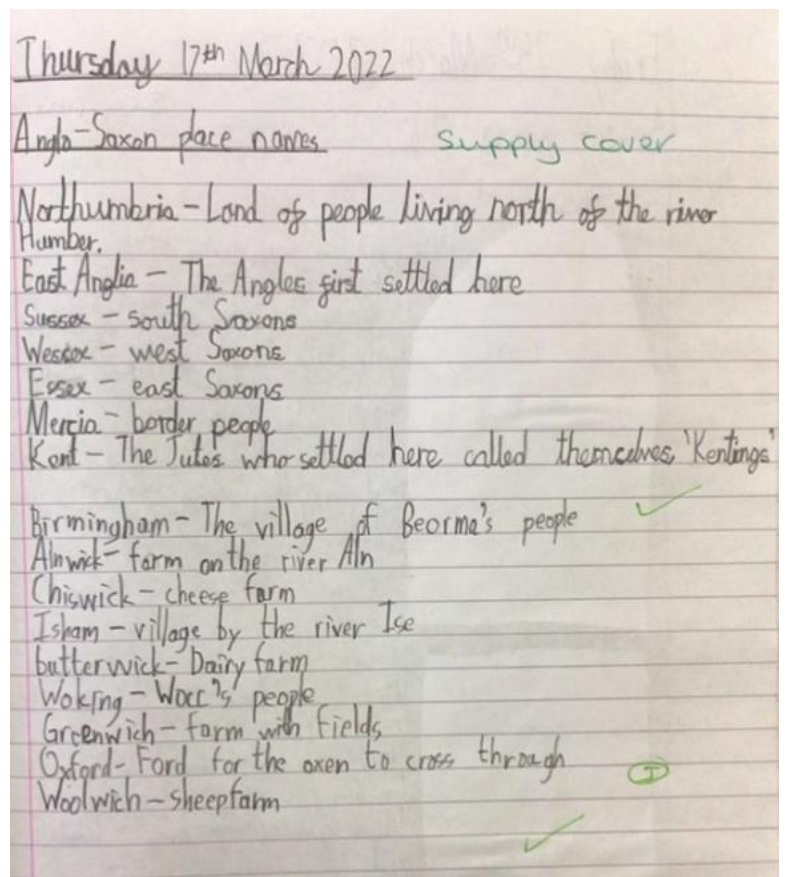 Thursday 17th March 2022
Anglo-Saxon place names supply cover
Northumbria - Land of people living north of the river
Humber.
East Anglia - The Angles first settled here
Sussex - south Saxons
Wessex - west Saxons
Essex - east Saxons
Mercia - border people
Kent - The Jutes who settled here called themselves 'Kentings'
Birmingham - The village of Beorma's people
Alnwick - farm on the river Aln
Chiswick - cheese farm
Isham - village by the river Ise
butterwick - Dairy farm
Woking - Wocc's people
Greenwich - farm with fields
Oxford - Ford for the oxen to cross through
I
Woolwich - sheepfarm